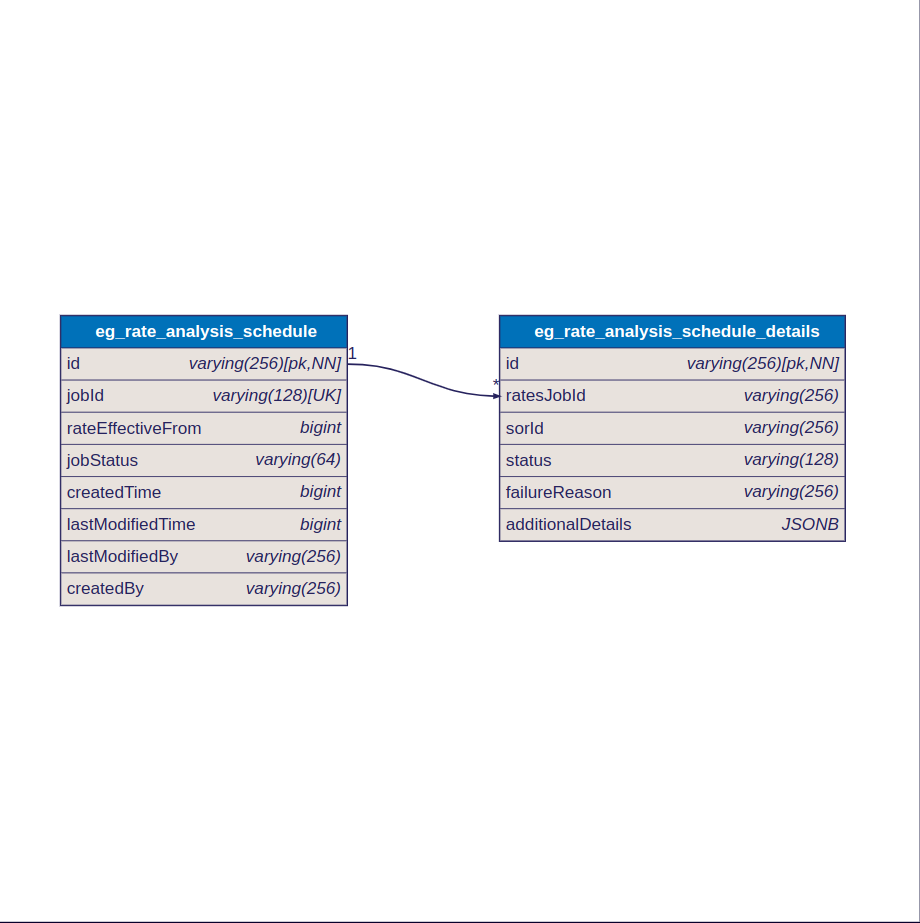 eg_rate_analysis_schedule
id varying(256)[pk,NN]
jobId varying(128)[UK]
rateEffectiveFrom bigint
jobStatus varying(64)
createdTime bigint
lastModifiedTime bigint
lastModifiedBy varying(256)
createdBy varying(256)
1
*
eg_rate_analysis_schedule_details
id varying(256)[pk,NN]
ratesJobId varying(256)
sorId varying(256)
status varying(128)
failureReason varying(256)
additionalDetails JSONB